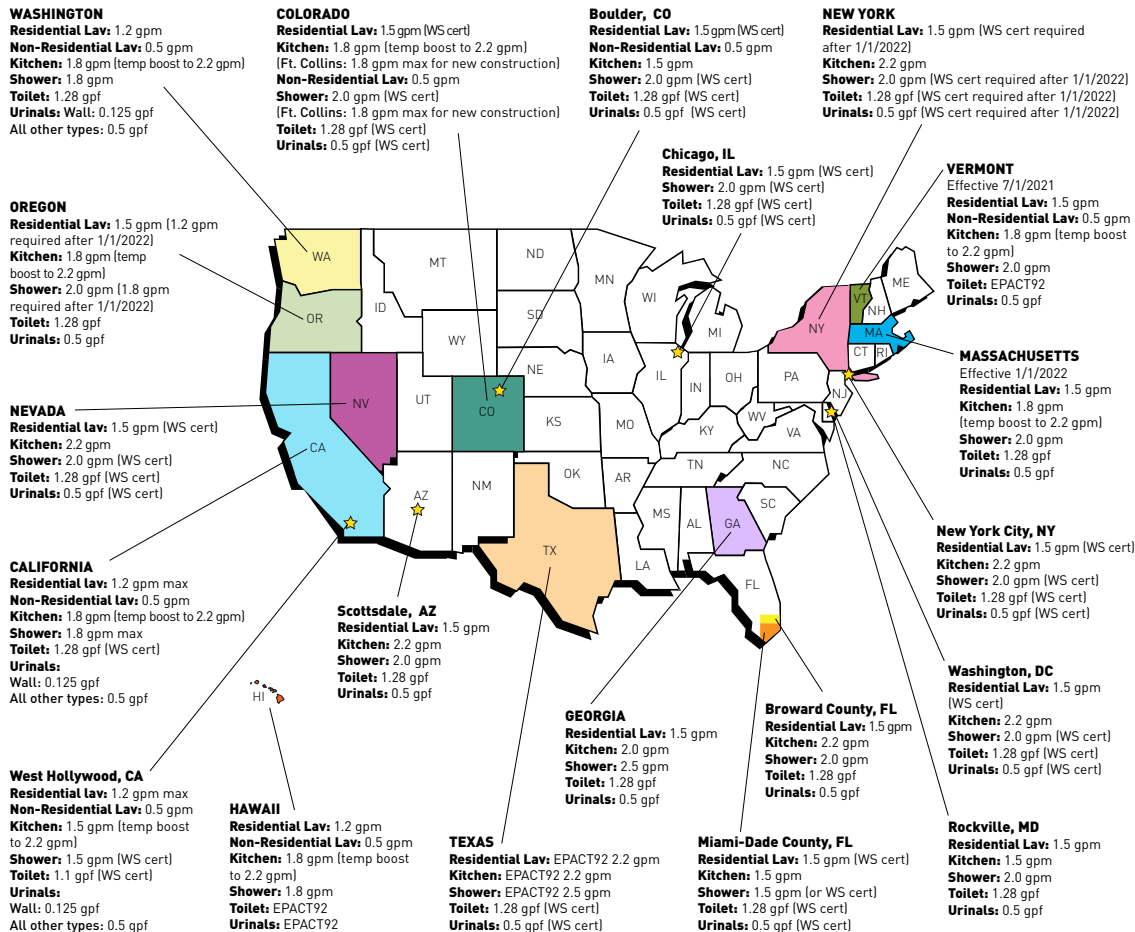 WASHINGTON
Residential Lav: 1.2 gpm
Non-Residential Lav: 0.5 gpm
Kitchen: 1.8 gpm (temp boost to 2.2 gpm)
Shower: 1.8 gpm
Toilet: 1.28 gpf
Urinals: Wall: 0.125 gpf
All other types: 0.5 gpf
COLORADO
Residential Lav: 1.5 gpm (WS cert)
Kitchen: 1.8 gpm (temp boost to 2.2 gpm)
(Ft. Collins: 1.8 gpm max for new construction)
Non-Residential Lav: 0.5 gpm
Shower: 2.0 gpm (WS cert)
(Ft. Collins: 1.8 gpm max for new construction)
Toilet: 1.28 gpf (WS cert)
Urinals: 0.5 gpf (WS cert)
Boulder, CO
Residential Lav: 1.5 gpm (WS cert)
Non-Residential Lav: 0.5 gpm
Kitchen: 1.5 gpm
Shower: 2.0 gpm (WS cert)
Toilet: 1.28 gpf (WS cert)
Urinals: 0.5 gpf (WS cert)
NEW YORK
Residential Lav: 1.5 gpm (WS cert required
after 1/1/2022)
Kitchen: 2.2 gpm
Shower: 2.0 gpm (WS cert required after 1/1/2022)
Toilet: 1.28 gpf (WS cert required after 1/1/2022)
Urinals: 0.5 gpf (WS cert required after 1/1/2022)
Chicago, IL
Residential Lav: 1.5 gpm (WS cert)
Shower: 2.0 gpm (WS cert)
Toilet: 1.28 gpf (WS cert)
Urinals: 0.5 gpf (WS cert)
VERMONT
Effective 7/1/2021
Residential Lav: 1.5 gpm
Non-Residential Lav: 0.5 gpm
Kitchen: 1.8 gpm (temp boost
to 2.2 gpm)
Shower: 2.0 gpm
Toilet: EPACT92
Urinals: 0.5 gpf
OREGON
Residential Lav: 1.5 gpm (1.2 gpm
required after 1/1/2022)
Kitchen: 1.8 gpm (temp
boost to 2.2 gpm)
Shower: 2.0 gpm (1.8 gpm
required after 1/1/2022)
Toilet: 1.28 gpf
Urinals: 0.5 gpf
WA
OR
ID
MT
ND
SD
WY
NE
MN
WI
IA
MI
NY
VT
NH
ME
MA
CT
RI
NV
UT
CO
KS
MO
IL
IN
OH
PA
NJ
WV
VA
KY
CA
AZ
NM
OK
AR
TN
NC
SC
MS
AL
GA
TX
LA
FL
HI
MASSACHUSETTS
Effective 1/1/2022
Residential Lav: 1.5 gpm
Kitchen: 1.8 gpm
(temp boost to 2.2 gpm)
Shower: 2.0 gpm
Toilet: 1.28 gpf
Urinals: 0.5 gpf
NEVADA
Residential lav: 1.5 gpm (WS cert)
Kitchen: 2.2 gpm
Shower: 2.0 gpm (WS cert)
Toilet: 1.28 gpf (WS cert)
Urinals: 0.5 gpf (WS cert)
New York City, NY
Residential Lav: 1.5 gpm (WS cert)
Kitchen: 2.2 gpm
Shower: 2.0 gpm (WS cert)
Toilet: 1.28 gpf (WS cert)
Urinals: 0.5 gpf (WS cert)
CALIFORNIA
Residential lav: 1.2 gpm max
Non-Residential lav: 0.5 gpm
Kitchen: 1.8 gpm (temp boost to 2.2 gpm)
Shower: 1.8 gpm max
Toilet: 1.28 gpf (WS cert)
Urinals:
Wall: 0.125 gpf
All other types: 0.5 gpf
Scottsdale, AZ
Residential Lav: 1.5 gpm
Kitchen: 2.2 gpm
Shower: 2.0 gpm
Toilet: 1.28 gpf
Urinals: 0.5 gpf
Washington, DC
Residential Lav: 1.5 gpm
(WS cert)
Kitchen: 2.2 gpm
Shower: 2.0 gpm (WS cert)
Toilet: 1.28 gpf (WS cert)
Urinals: 0.5 gpf (WS cert)
GEORGIA
Residential Lav: 1.5 gpm
Kitchen: 2.0 gpm
Shower: 2.5 gpm
Toilet: 1.28 gpf
Urinals: 0.5 gpf
Broward County, FL
Residential Lav: 1.5 gpm
Kitchen: 2.2 gpm
Shower: 2.0 gpm
Toilet: 1.28 gpf
Urinals: 0.5 gpf
West Hollywood, CA
Residential lav: 1.2 gpm max
Non-Residential Lav: 0.5 gpm
Kitchen: 1.5 gpm (temp boost
to 2.2 gpm)
Shower: 1.5 gpm (WS cert)
Toilet: 1.1 gpf (WS cert)
Urinals:
Wall: 0.125 gpf
All other types: 0.5 gpf
HAWAII
Residential Lav: 1.2 gpm
Non-Residential Lav: 0.5 gpm
Kitchen: 1.8 gpm (temp boost
to 2.2 gpm)
Shower: 1.8 gpm
Toilet: EPACT92
Urinals: EPACT92
TEXAS
Residential Lav: EPACT92 2.2 gpm
Kitchen: EPACT92 2.2 gpm
Shower: EPACT92 2.5 gpm
Toilet: 1.28 gpf (WS cert)
Urinals: 0.5 gpf (WS cert)
Miami-Dade County, FL
Residential Lav: 1.5 gpm (WS cert)
Kitchen: 1.5 gpm
Shower: 1.5 gpm (or WS cert)
Toilet: 1.28 gpf (WS cert)
Urinals: 0.5 gpf (WS cert)
Rockville, MD
Residential Lav: 1.5 gpm
Kitchen: 1.5 gpm
Shower: 2.0 gpm
Toilet: 1.28 gpf
Urinals: 0.5 gpf